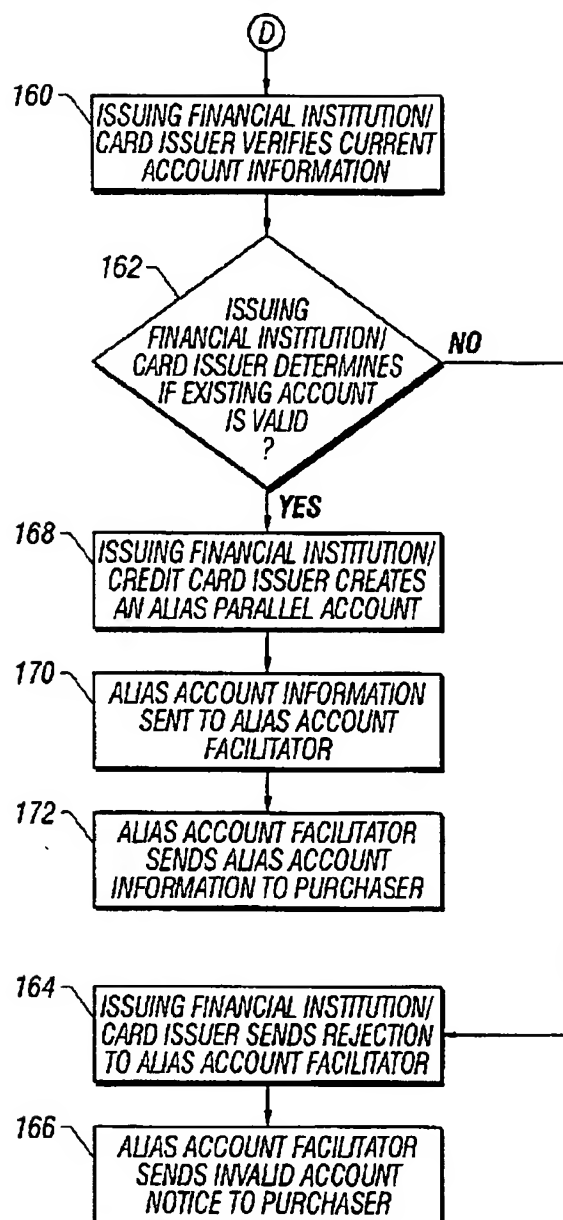 D
160
ISSUING FINANCIAL INSTITUTION/
CARD ISSUER VERIFIES CURRENT
ACCOUNT INFORMATION
162
ISSUING
FINANCIAL INSTITUTION/
CARD ISSUER DETERMINES
IF EXISTING ACCOUNT
IS VALID
?
NO
YES
168
ISSUING FINANCIAL INSTITUTION/
CREDIT CARD ISSUER CREATES
AN ALIAS PARALLEL ACCOUNT
170
ALIAS ACCOUNT INFORMATION
SENT TO ALIAS ACCOUNT
FACILITATOR
172
ALIAS ACCOUNT FACILITATOR
SENDS ALIAS ACCOUNT
INFORMATION TO PURCHASER
164
ISSUING FINANCIAL INSTITUTION/
CARD ISSUER SENDS REJECTION
TO ALIAS ACCOUNT FACILITATOR
166
ALIAS ACCOUNT FACILITATOR
SENDS INVALID ACCOUNT
NOTICE TO PURCHASER